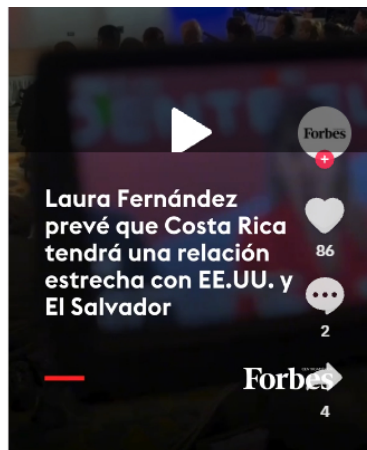 Forbes
Laura Fernández
prevé que Costa Rica
tendrá una relación
estrecha con EE.UU. y
El Salvador
86
2
Forbes
4